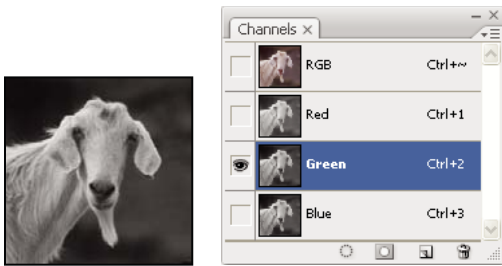 Channels ×
RGB Ctrl+~
Red Ctrl+1
Green Ctrl+2
Blue Ctrl+3